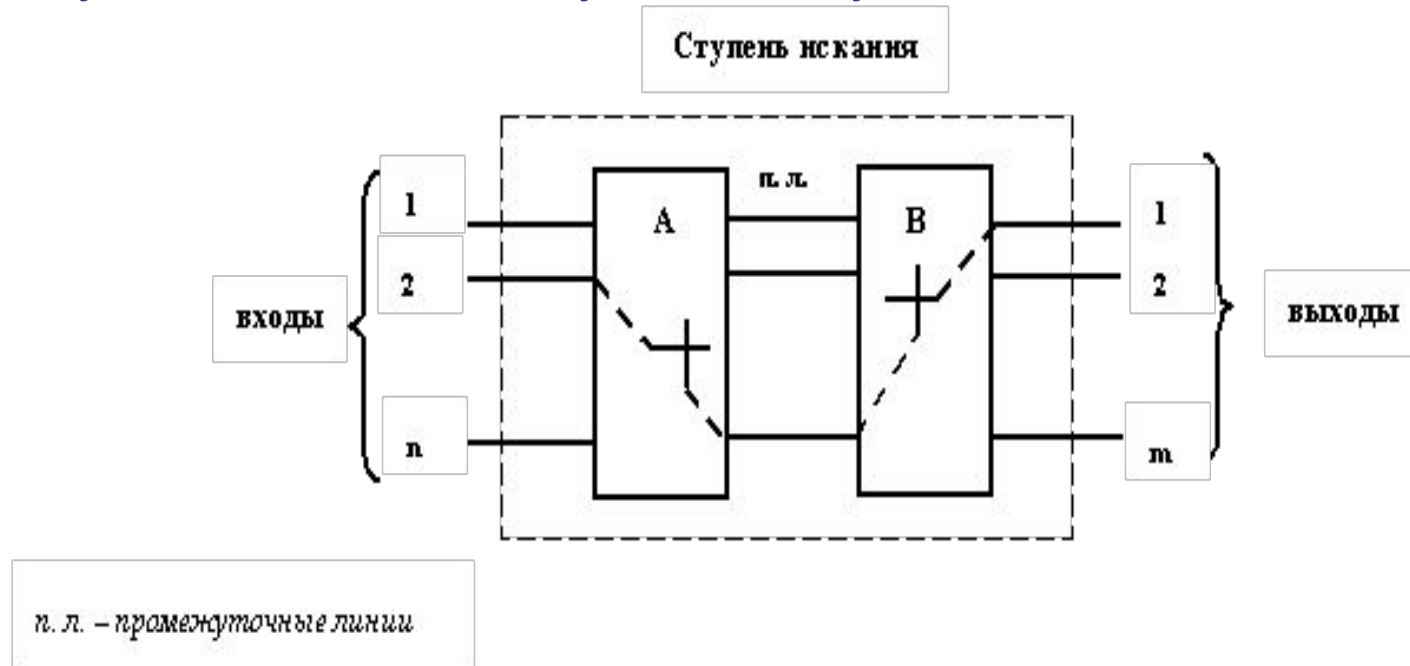 Ступень искания
п. л.
1
A
B
1
2
2
входы
выходы
n
m
п. л. – промежуточные линии